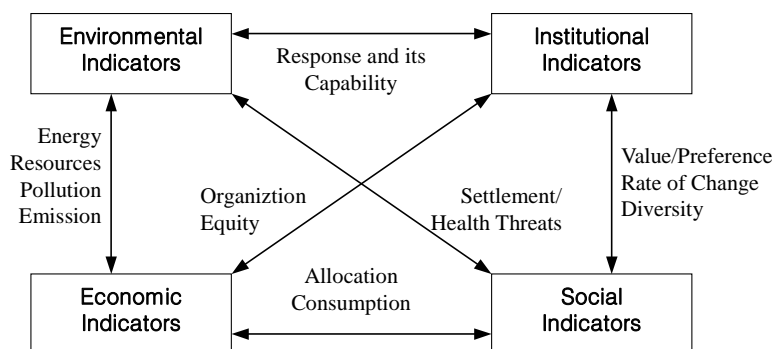 Environmental
Indicators
Institutional
Indicators
Response and its
Capability
Energy
Resources
Pollution
Emission
Organiztion
Equity
Settlement/
Health Threats
Value/Preference
Rate of Change
Diversity
Economic
Indicators
Allocation
Consumption
Social
Indicators